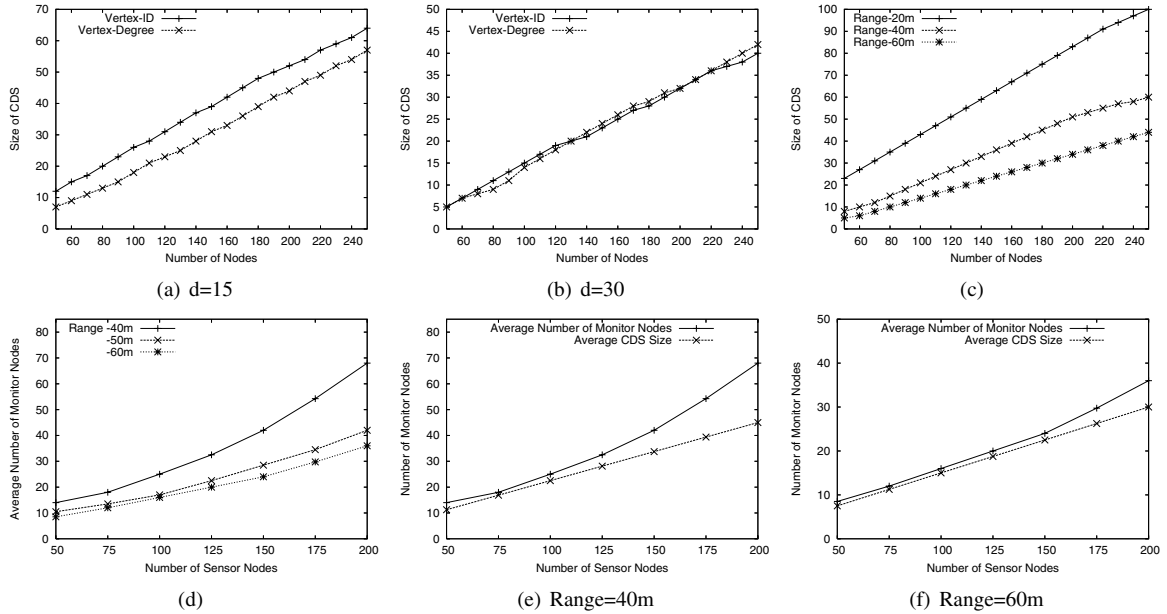 70
60
50
40
30
20
10
0
60 80 100 120 140 160 180 200 220 240
Size of CDS
Number of Nodes
Vertex-ID
Vertex-Degree
(a) d=15
50
45
40
35
30
25
20
15
10
5
0
60 80 100 120 140 160 180 200 220 240
Size of CDS
Number of Nodes
Vertex-ID
Vertex-Degree
(b) d=30
100
90
80
70
60
50
40
30
20
10
0
60 80 100 120 140 160 180 200 220 240
Size of CDS
Number of Nodes
Range-20m
Range-40m
Range-60m
(c)
80
70
60
50
40
30
20
10
0
50 75 100 125 150 175 200
Average Number of Monitor Nodes
Number of Sensor Nodes
Range -40m
-50m
-60m
(d)
80
70
60
50
40
30
20
10
0
50 75 100 125 150 175 200
Number of Monitor Nodes
Number of Sensor Nodes
Average Number of Monitor Nodes
Average CDS Size
(e) Range=40m
50
40
30
20
10
0
50 75 100 125 150 175 200
Number of Monitor Nodes
Number of Sensor Nodes
Average Number of Monitor Nodes
Average CDS Size
(f) Range=60m